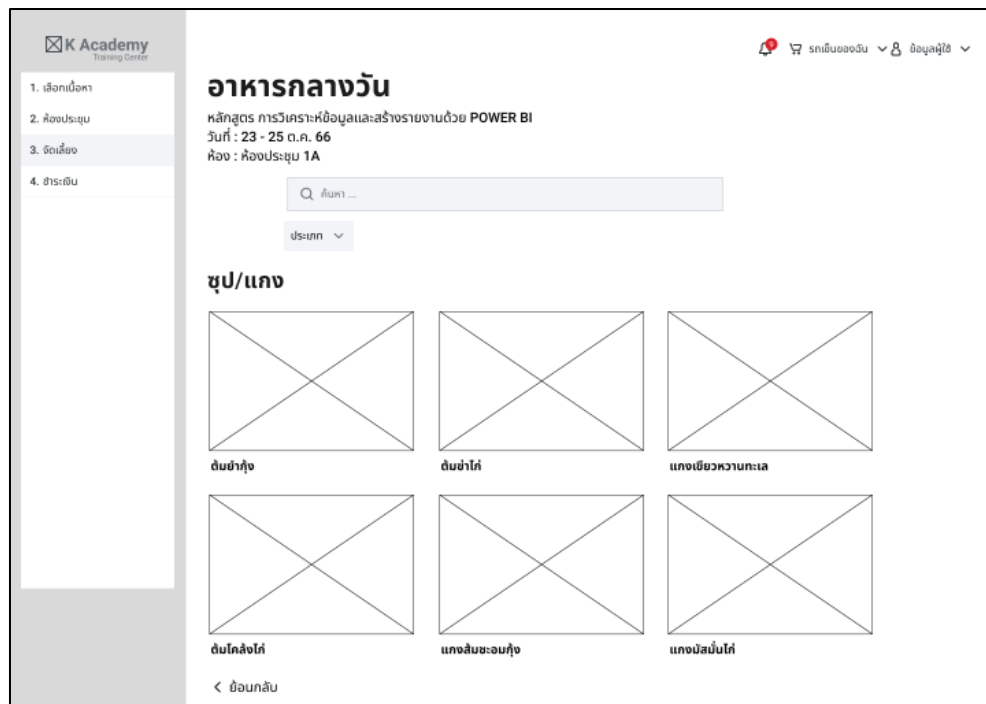 K Academy
Training Center
1. เลือกเนื้อหา
2. ห้องประชุม
3. จัดเลี้ยง
4. ชำระเงิน
9
รถเข็นของฉัน
ข้อมูลผู้ใช้
อาหารกลางวัน
หลักสูตร การวิเคราะห์ข้อมูลและสร้างรายงานด้วย POWER BI
วันที่ : 23 - 25 ต.ค. 66
ห้อง : ห้องประชุม 1A
ค้นหา ...
ประเภท
ซุป/แกง
ต้มยำกุ้ง
ต้มข่าไก่
แกงเขียวหวานทะเล
ต้มโคล้งไก่
แกงส้มชะอมกุ้ง
แกงมัสมั่นไก่
ย้อนกลับ